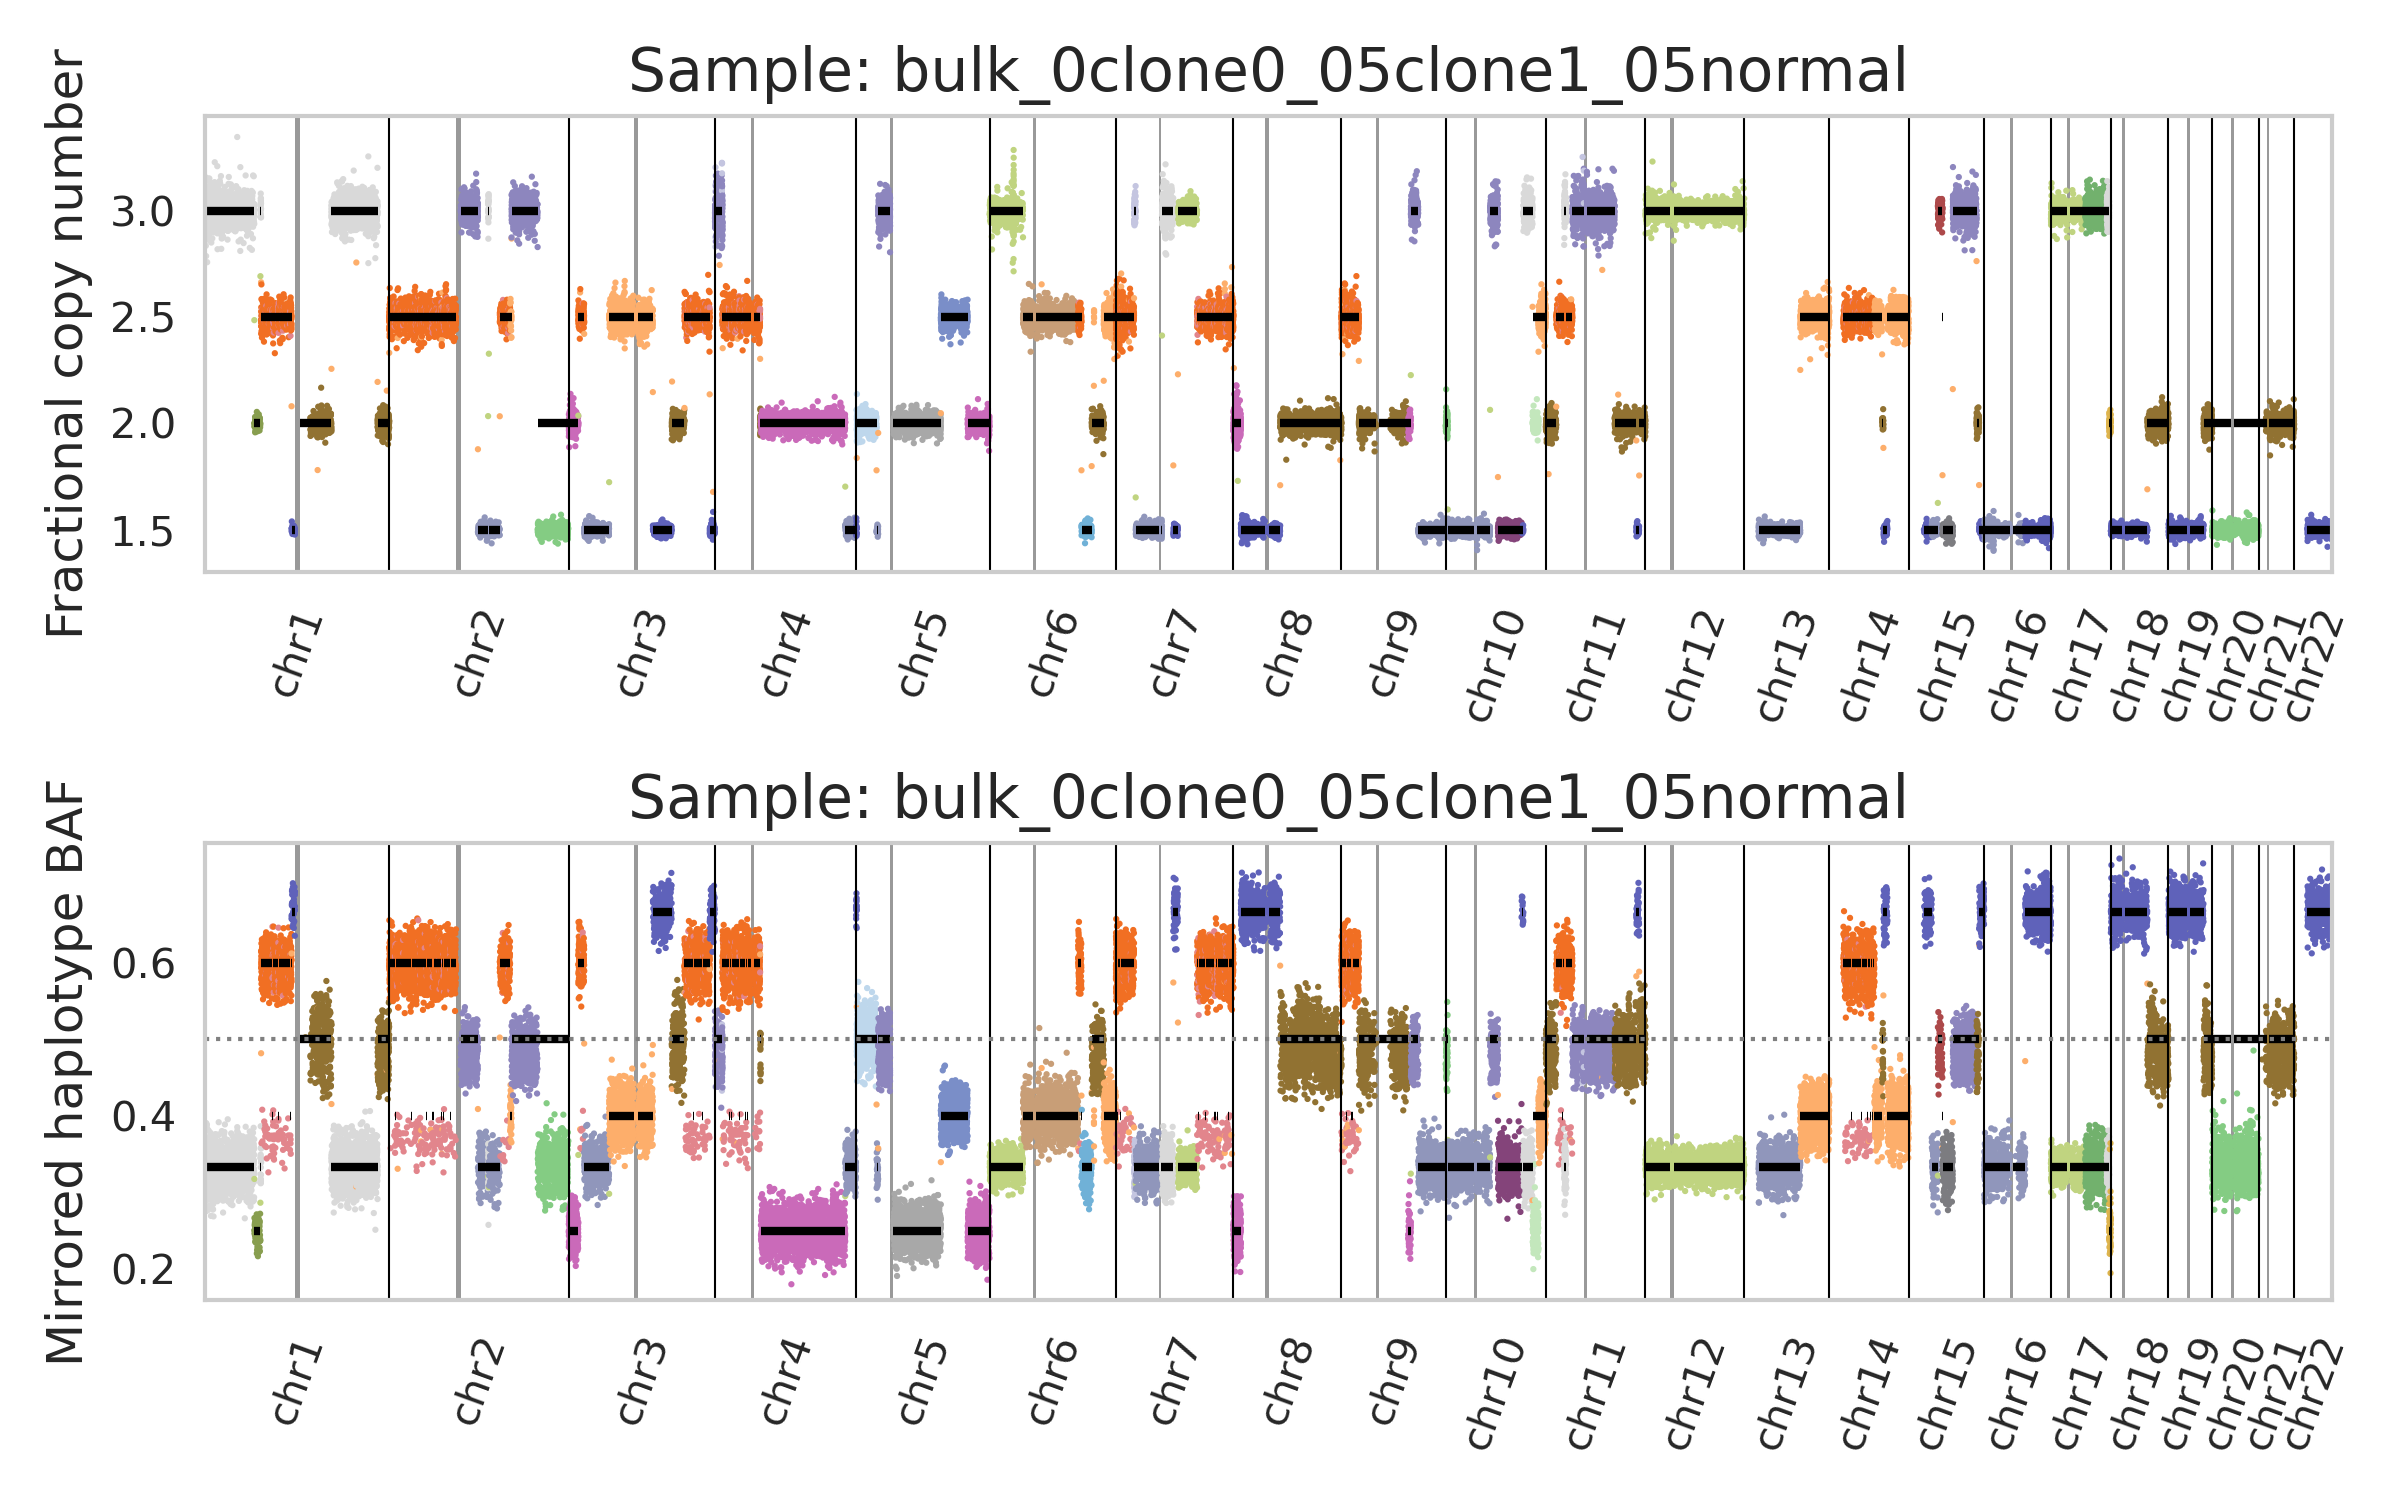 Sample: bulk_0clone0_05clone1_05normal
Fractional copy number
3.0
2.5
2.0
1.5
chr1
chr2
chr3
chr4
chr5
chr6
chr7
chr8
chr9
chr10
chr11
chr12
chr13
chr14
chr15
chr16
chr17
chr18
chr19
chr20
chr21
chr22
Sample: bulk_0clone0_05clone1_05normal
Mirrored haplotype BAF
0.6
0.4
0.2
chr1
chr2
chr3
chr4
chr5
chr6
chr7
chr8
chr9
chr10
chr11
chr12
chr13
chr14
chr15
chr16
chr17
chr18
chr19
chr20
chr21
chr22